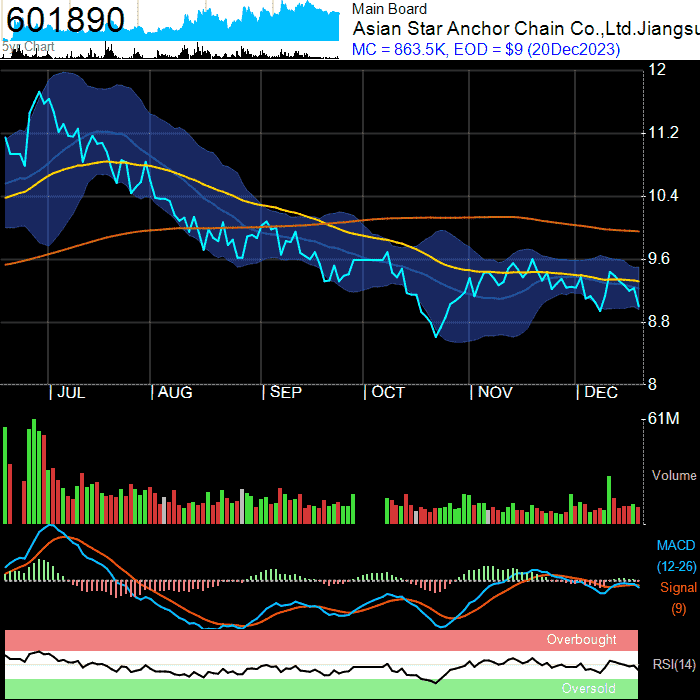 601890
5yr Chart
Main Board
Asian Star Anchor Chain Co.,Ltd.Jiangsu
MC = 863.5K, EOD = $9 (20Dec2023)
12
11.2
10.4
9.6
8.8
8
JUL
AUG
SEP
OCT
NOV
DEC
61M
Volume
MACD
(12-26)
Signal
(9)
Overbought
RSI(14)
Oversold